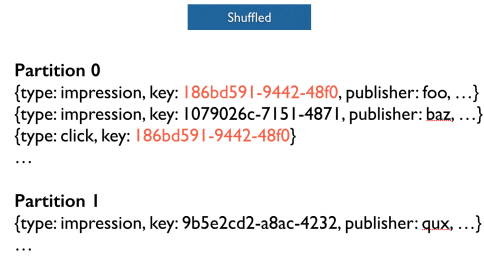 Shuffled
Partition 0
{type: impression, key: 186bd591-9442-48f0, publisher: foo, …}
{type: impression, key: 1079026c-7151-4871, publisher: baz, …}
{type: click, key: 186bd591-9442-48f0}
…
Partition 1
{type: impression, key: 9b5e2cd2-a8ac-4232, publisher: qux, …}
…